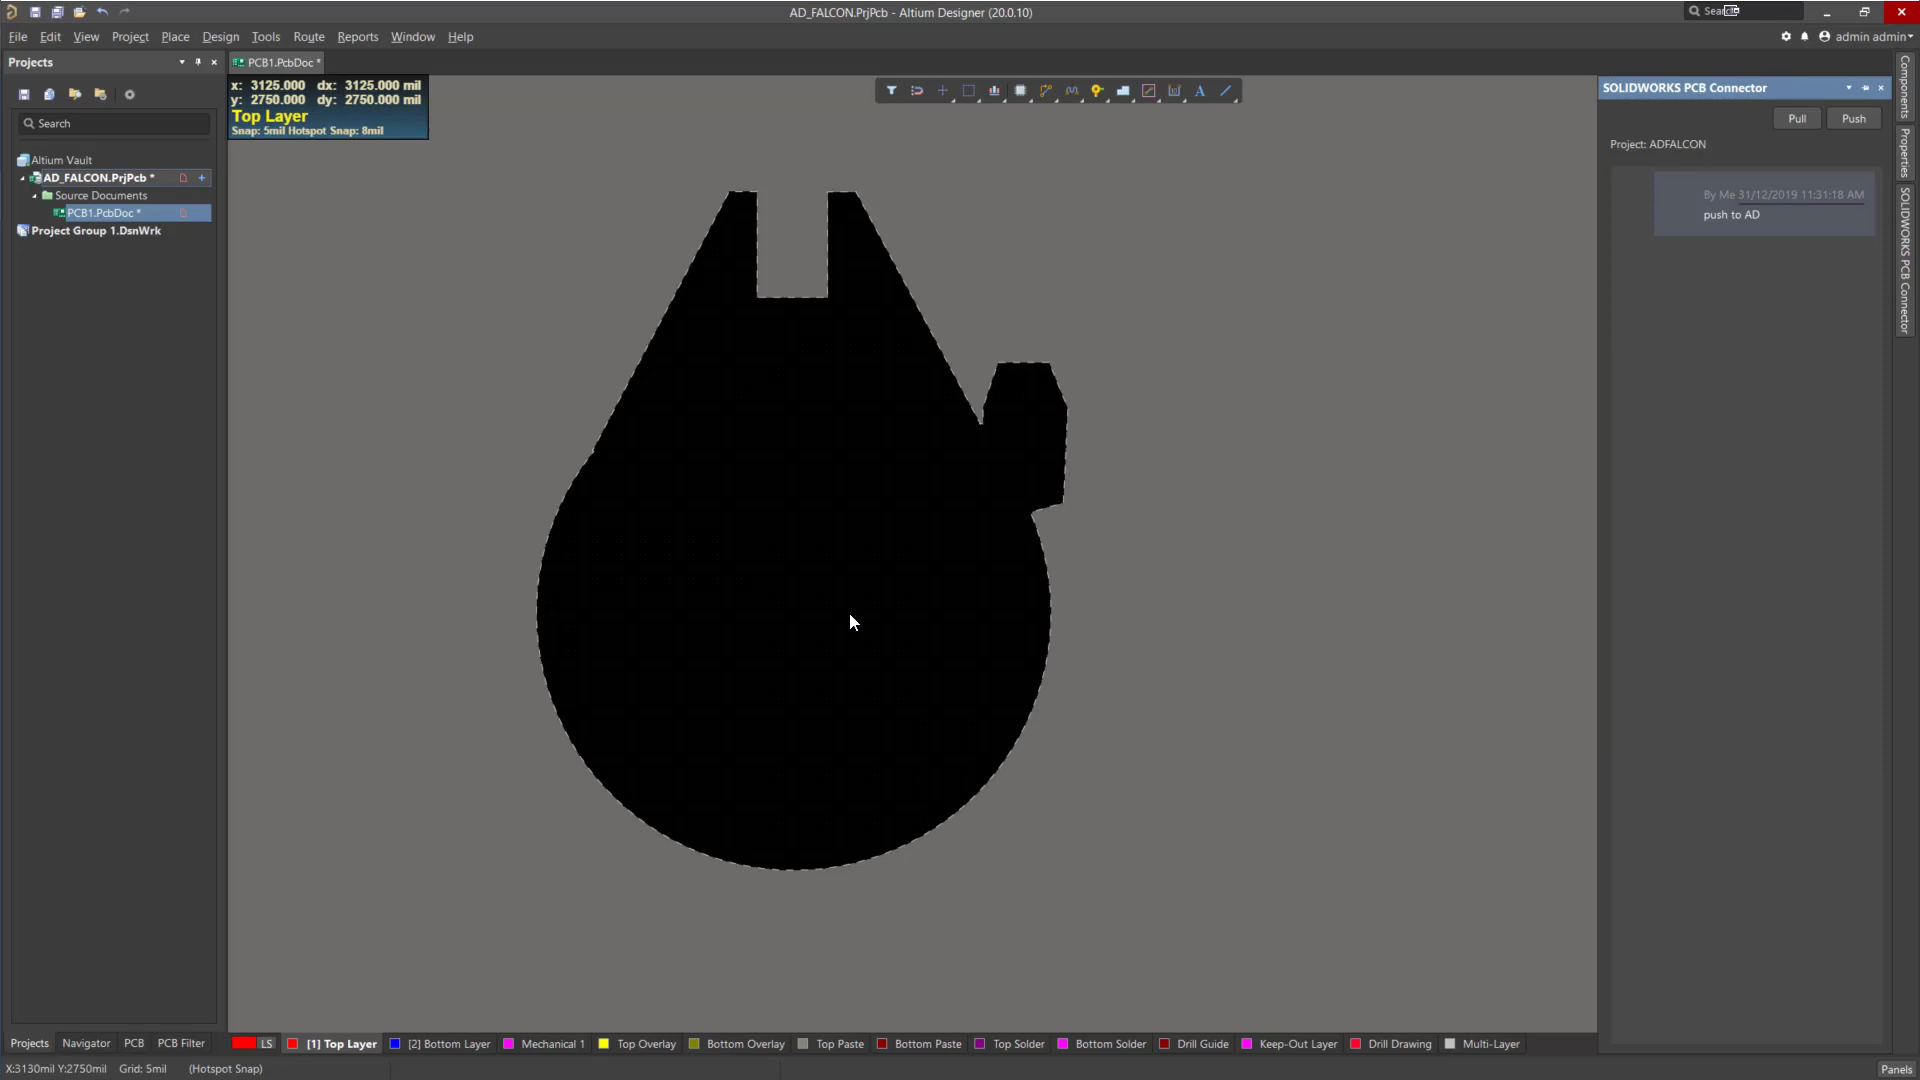 AD_FALCON.PrjPcb - Altium Designer (20.0.10)
File Edit View Project Place Design Tools Route Reports Window Help
admin admin
Projects
PCB1.PcbDoc *
Search
Altium Vault
AD_FALCON.PrjPcb *
Source Documents
PCB1.PcbDoc *
Project Group 1.DsnWrk
x: 3125.000 dx: 3125.000 mil
y: 2750.000 dy: 2750.000 mil
Top Layer
Snap: 5mil Hotspot Snap: 8mil
SOLIDWORKS PCB Connector
Pull Push
Project: ADFALCON
By Me 31/12/2019 11:31:18 AM
push to AD
Components
Properties
SOLIDWORKS PCB Connector
Projects Navigator PCB PCB Filter
LS [1] Top Layer [2] Bottom Layer Mechanical 1 Top Overlay Bottom Overlay Top Paste Bottom Paste Top Solder Bottom Solder Drill Guide Keep-Out Layer Drill Drawing Multi-Layer
X:3130mil Y:2750mil Grid: 5mil (Hotspot Snap)
Panels